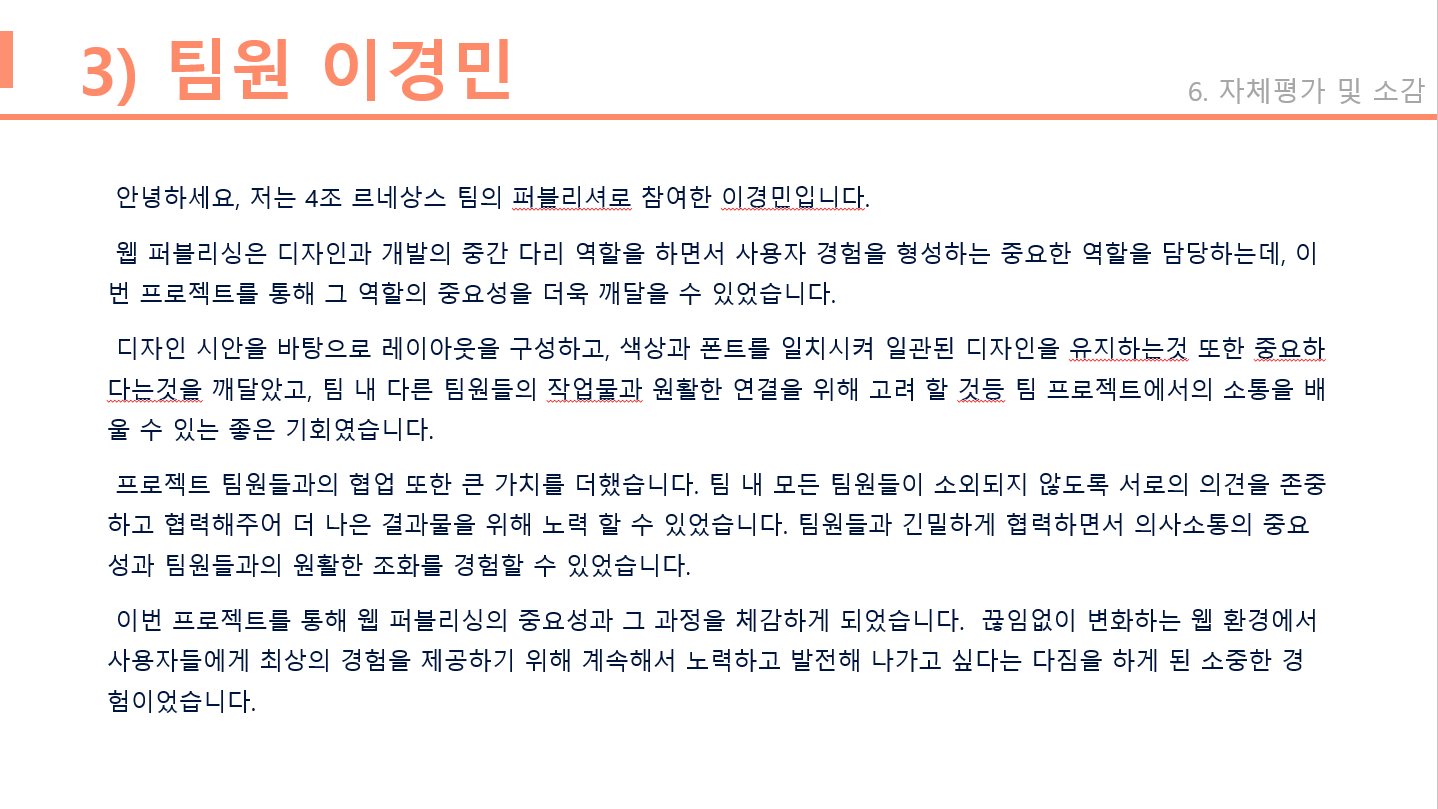 3) 팀원 이경민
6. 자체평가 및 소감
안녕하세요, 저는 4조 르네상스 팀의 퍼블리셔로 참여한 이경민입니다.
웹 퍼블리싱은 디자인과 개발의 중간 다리 역할을 하면서 사용자 경험을 형성하는 중요한 역할을 담당하는데, 이
번 프로젝트를 통해 그 역할의 중요성을 더욱 깨달을 수 있었습니다.
디자인 시안을 바탕으로 레이아웃을 구성하고, 색상과 폰트를 일치시켜 일관된 디자인을 유지하는것 또한 중요하
다는것을 깨달았고, 팀 내 다른 팀원들의 작업물과 원활한 연결을 위해 고려 할 것등 팀 프로젝트에서의 소통을 배
울 수 있는 좋은 기회였습니다.
프로젝트 팀원들과의 협업 또한 큰 가치를 더했습니다. 팀 내 모든 팀원들이 소외되지 않도록 서로의 의견을 존중
하고 협력해주어 더 나은 결과물을 위해 노력 할 수 있었습니다. 팀원들과 긴밀하게 협력하면서 의사소통의 중요
성과 팀원들과의 원활한 조화를 경험할 수 있었습니다.
이번 프로젝트를 통해 웹 퍼블리싱의 중요성과 그 과정을 체감하게 되었습니다.  끊임없이 변화하는 웹 환경에서
사용자들에게 최상의 경험을 제공하기 위해 계속해서 노력하고 발전해 나가고 싶다는 다짐을 하게 된 소중한 경
험이었습니다.